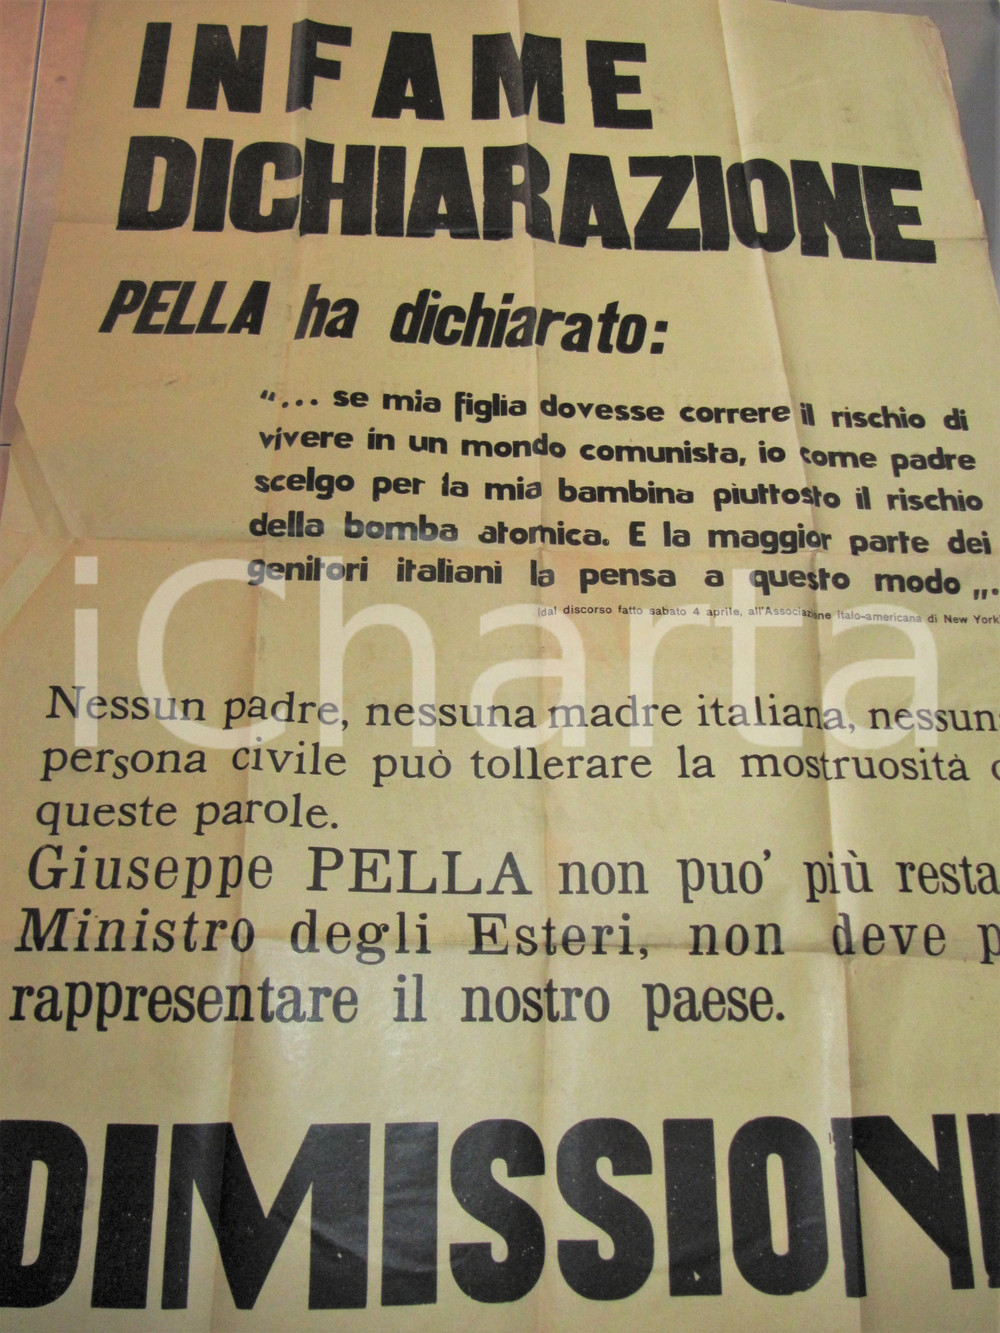 INFAME
DICHIARAZIONE
PELLA ha dichiarato:
“... se mia figlia dovesse correre il rischio di
vivere in un mondo comunista, io come padre
scelgo per la mia bambina piuttosto il rischio
della bomba atomica. E la maggior parte dei
genitori italiani la pensa a questo modo „.
(dal discorso fatto sabato 4 aprile, all'Associazione italo-americana di New York
Nessun padre, nessuna madre italiana, nessun
persona civile può tollerare la mostruosità
queste parole.
Giuseppe PELLA non puo' più resta
Ministro degli Esteri, non deve p
rappresentare il nostro paese.
DIMISSIONI
iCharta